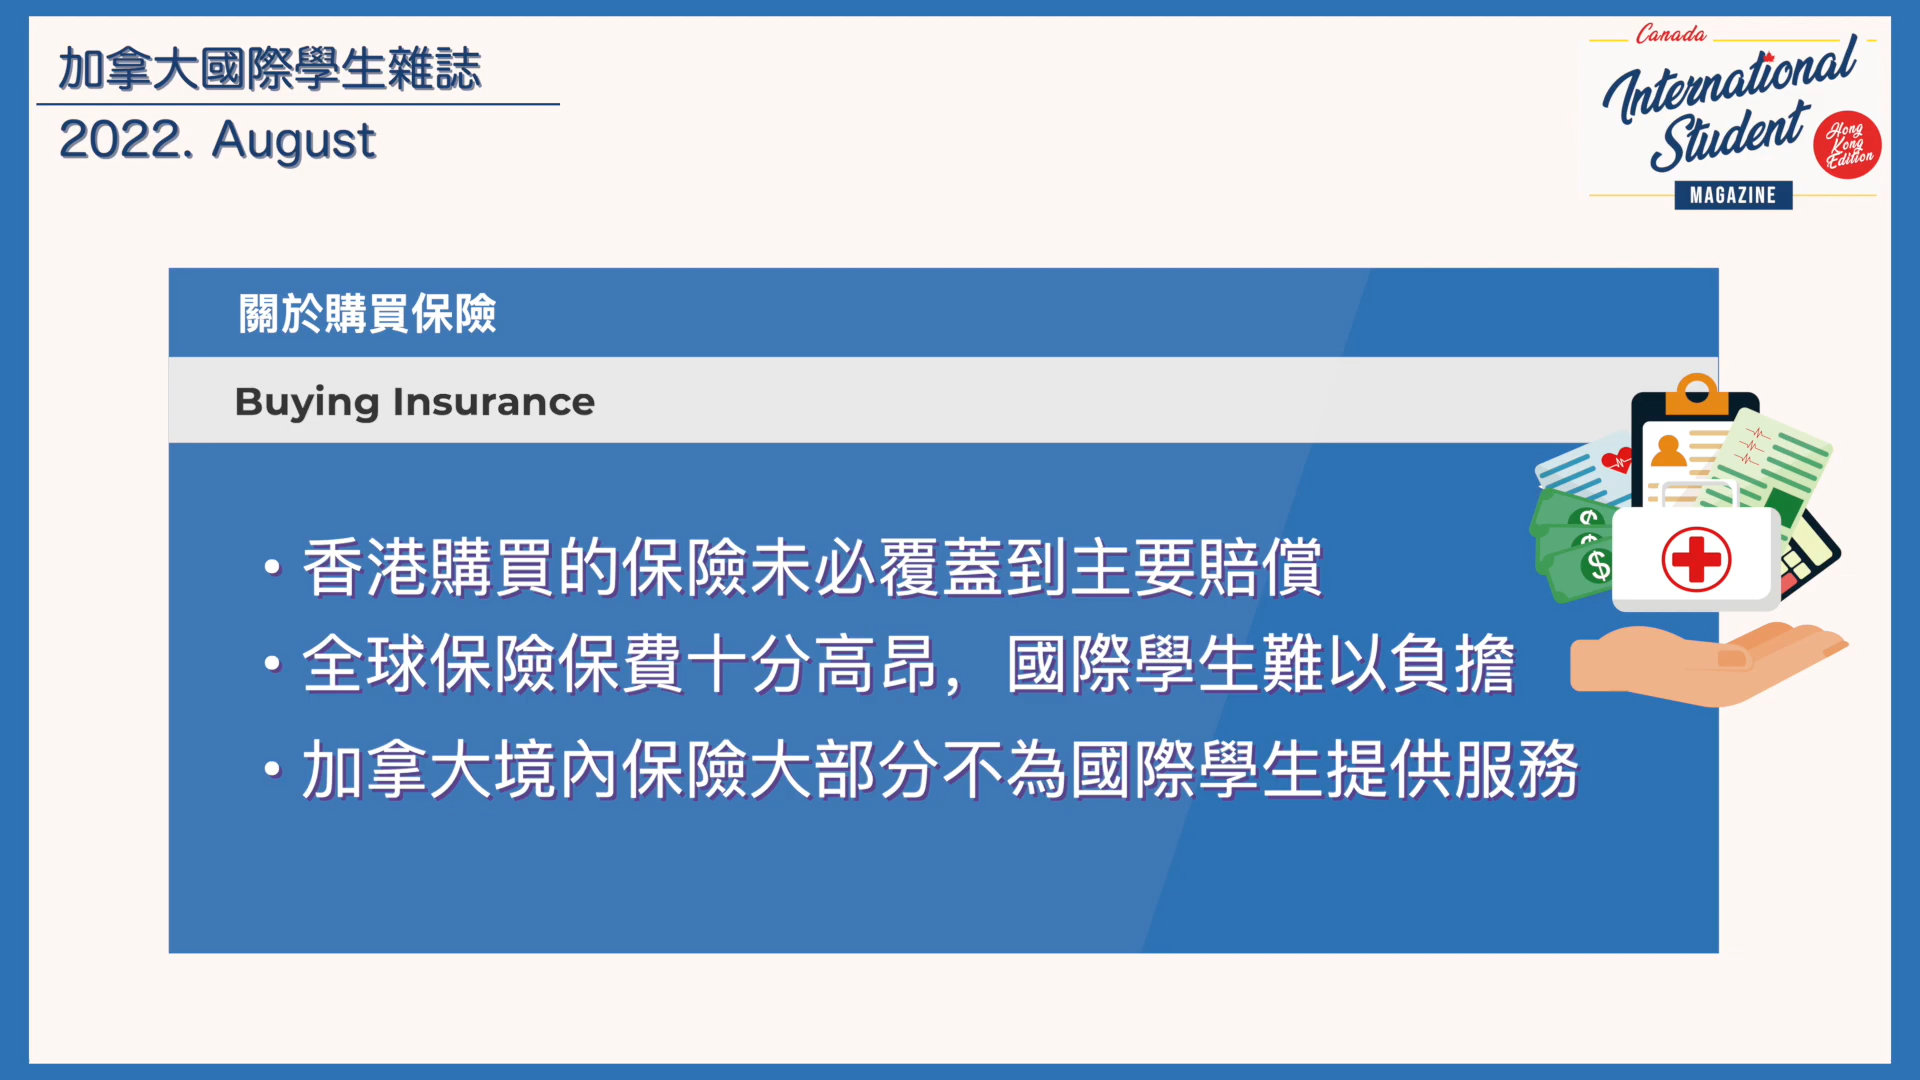 加拿大國際學生雜誌
2022. August
Canada
International
Student
Hong
Kong
Edition
MAGAZINE
關於購買保險
Buying Insurance
• 香港購買的保險未必覆蓋到主要賠償
• 全球保險保費十分高昂，國際學生難以負擔
• 加拿大境內保險大部分不為國際學生提供服務
$
$
$